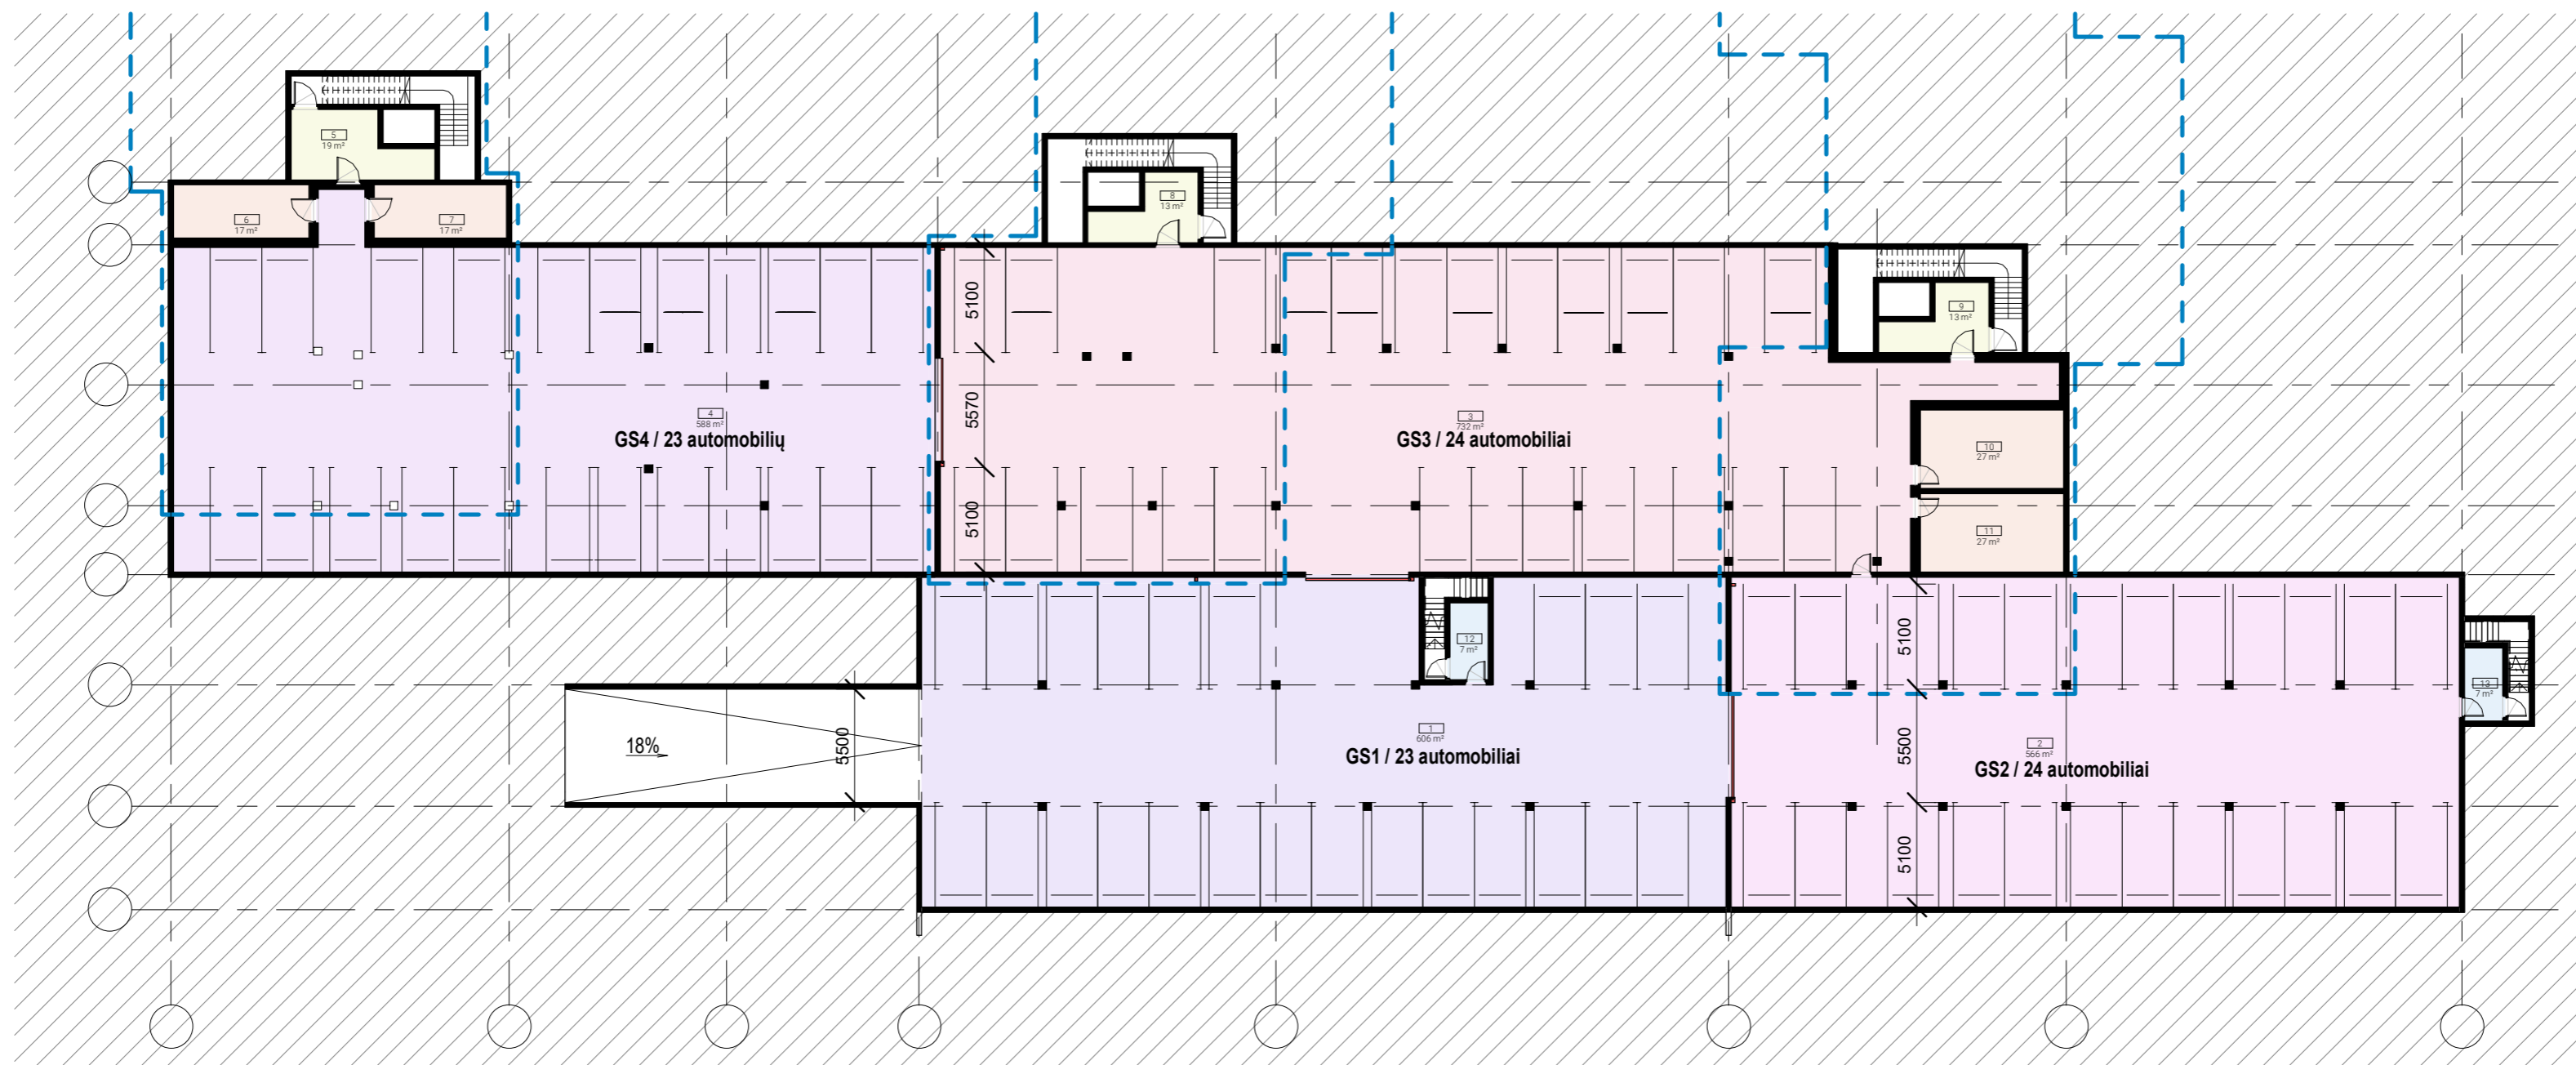 5
19 m²
8
13 m²
6
17 m²
7
17 m²
9
13 m²
5100
5570
5100
4
588 m²
GS4 / 23 automobilių
3
732 m²
GS3 / 24 automobiliai
10
27 m²
11
27 m²
12
7 m²
5100
5500
5100
13
7 m²
18%
5500
1
606 m²
GS1 / 23 automobiliai
2
566 m²
GS2 / 24 automobiliai